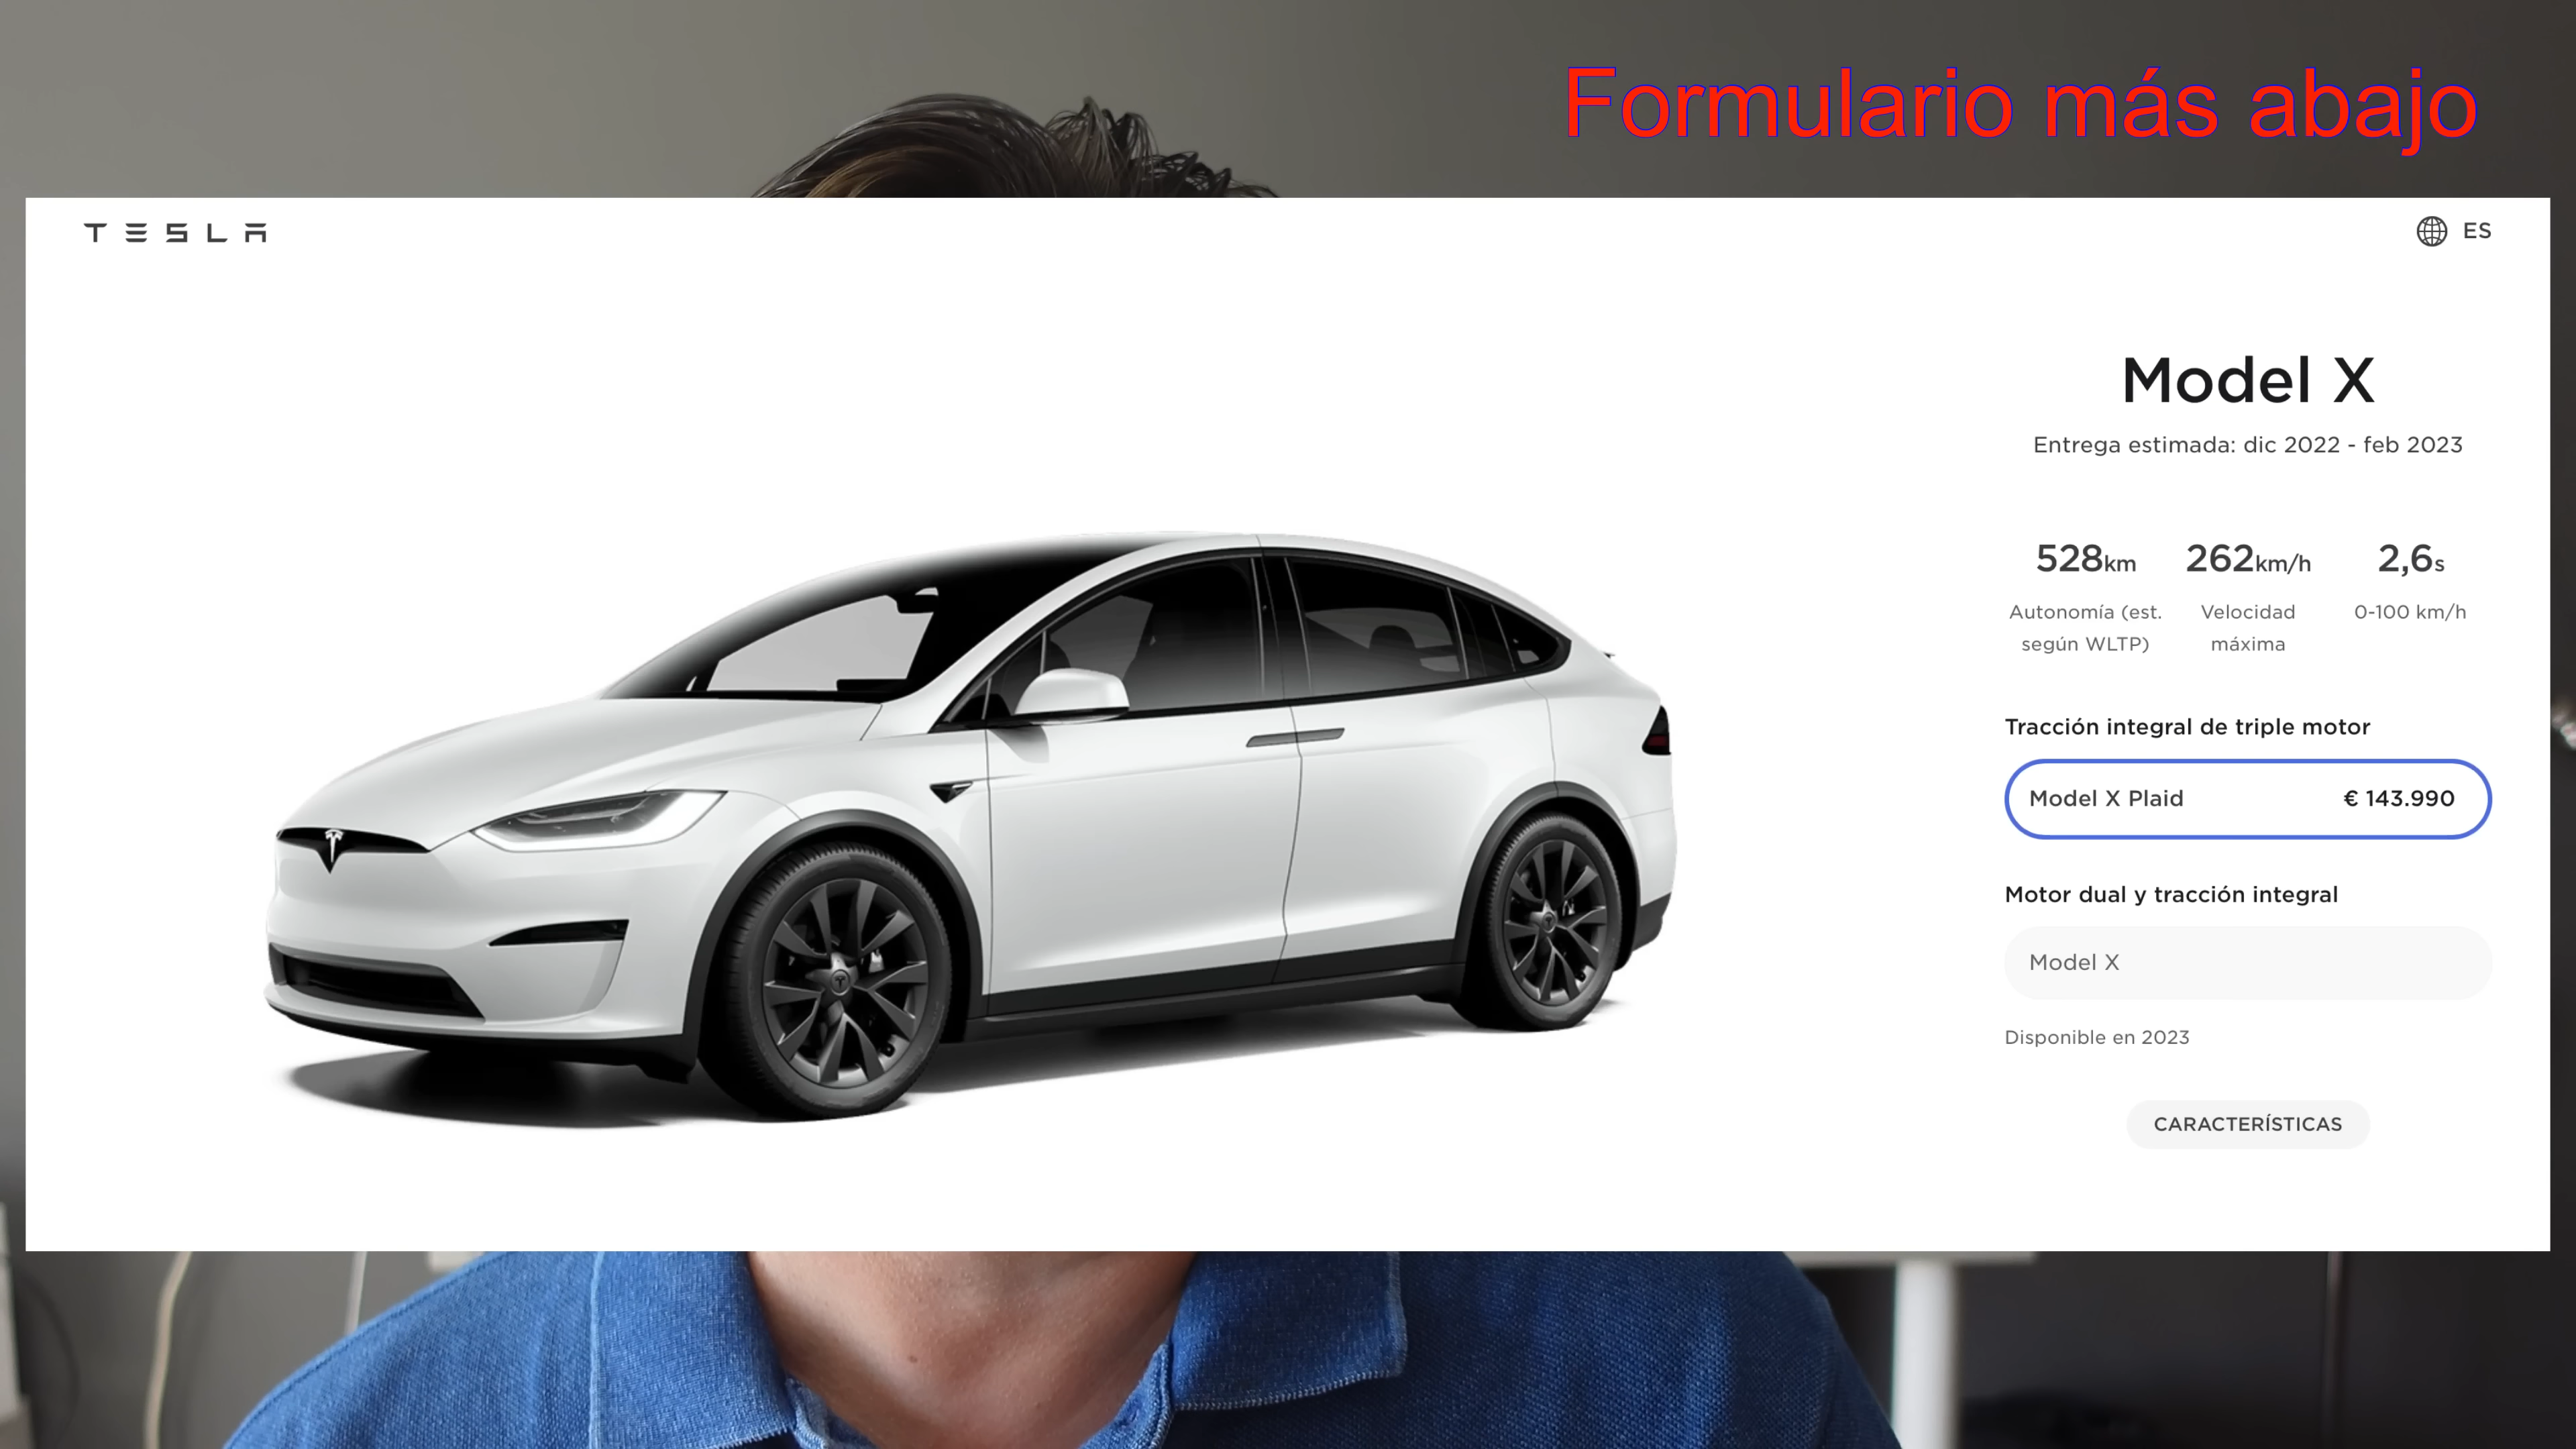 Formulario más abajo
TESLA
ES
Model X
Entrega estimada: dic 2022 - feb 2023
528km 262km/h 2,6s
Autonomía (est. Velocidad 0-100 km/h
según WLTP) máxima
Tracción integral de triple motor
Model X Plaid € 143.990
Motor dual y tracción integral
Model X
Disponible en 2023
CARACTERÍSTICAS